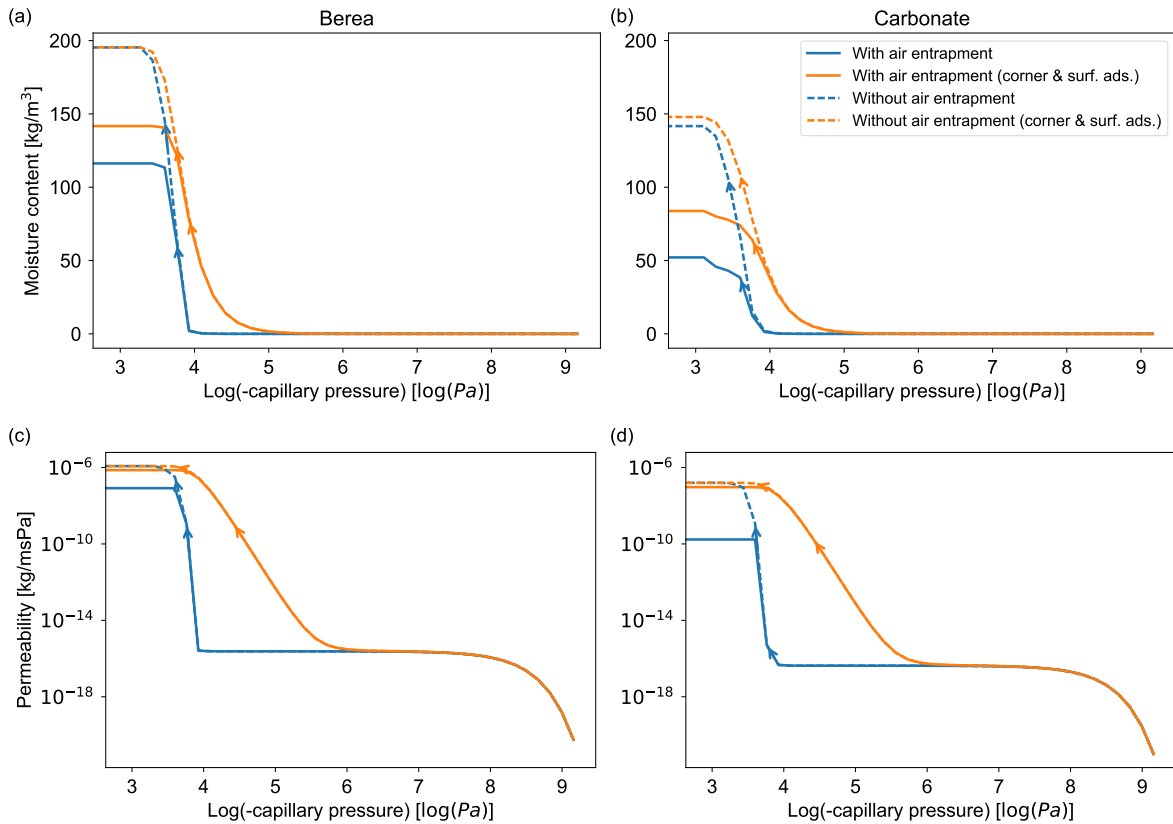 (a)
Berea
(b)
Carbonate
200
150
100
50
0
Moisture content [kg/m³]
3 4 5 6 7 8 9
Log(-capillary pressure) [log(Pa)]
200
150
100
50
0
With air entrapment
With air entrapment (corner & surf. ads.)
Without air entrapment
Without air entrapment (corner & surf. ads.)
3 4 5 6 7 8 9
Log(-capillary pressure) [log(Pa)]
(c)
(d)
10⁻⁶
10⁻¹⁰
10⁻¹⁴
10⁻¹⁸
Permeability [kg/msPa]
3 4 5 6 7 8 9
Log(-capillary pressure) [log(Pa)]
10⁻⁶
10⁻¹⁰
10⁻¹⁴
10⁻¹⁸
3 4 5 6 7 8 9
Log(-capillary pressure) [log(Pa)]